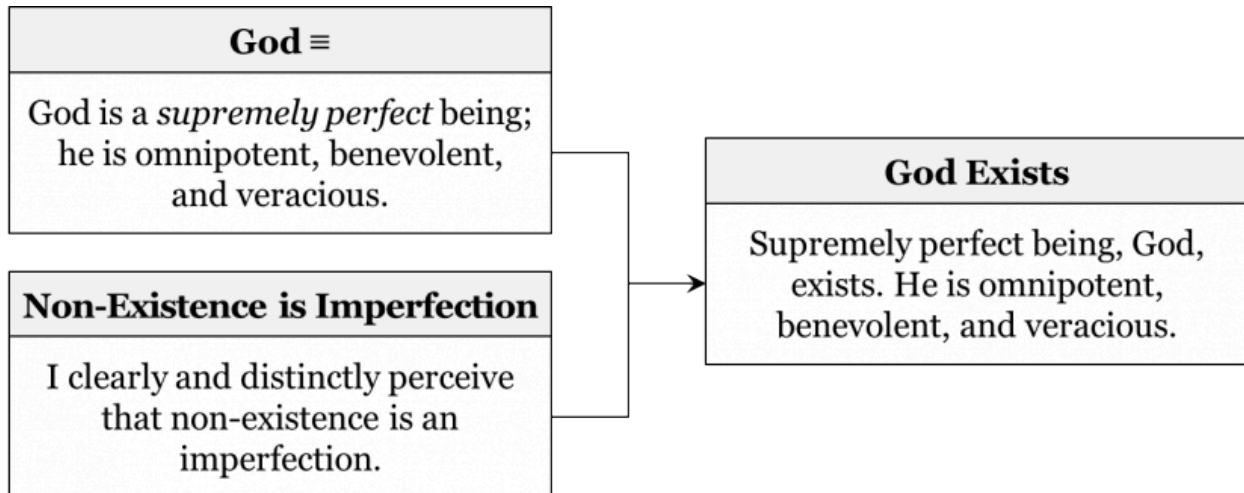 God ≡
God is a supremely perfect being;
he is omnipotent, benevolent,
and veracious.
Non-Existence is Imperfection
I clearly and distinctly perceive
that non-existence is an
imperfection.
God Exists
Supremely perfect being, God,
exists. He is omnipotent,
benevolent, and veracious.